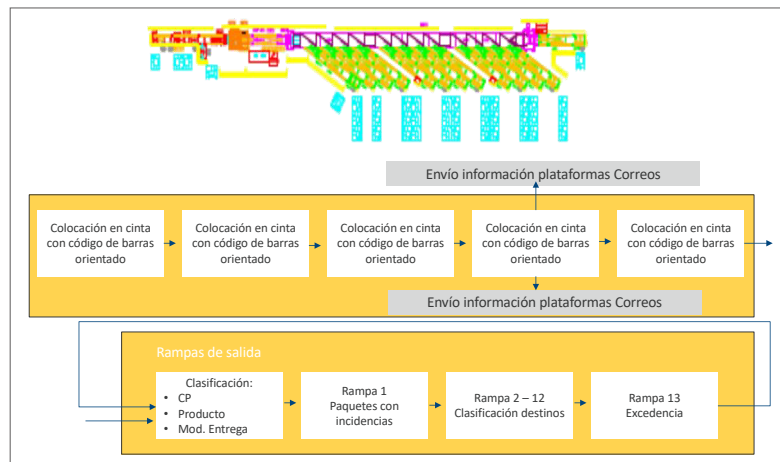 Envío información plataformas Correos
Colocación en cinta
con código de barras
orientado
Colocación en cinta
con código de barras
orientado
Colocación en cinta
con código de barras
orientado
Colocación en cinta
con código de barras
orientado
Colocación en cinta
con código de barras
orientado
Envío información plataformas Correos
Rampas de salida
Clasificación:
• CP
• Producto
• Mod. Entrega
Rampa 1
Paquetes con
incidencias
Rampa 2 – 12
Clasificación destinos
Rampa 13
Excedencia